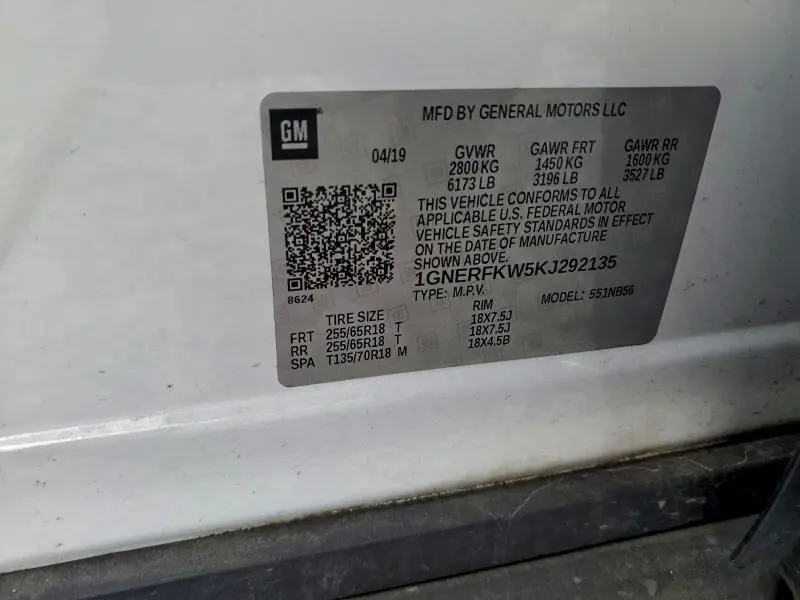 GM
MFD BY GENERAL MOTORS LLC
04/19 GVWR GAWR FRT GAWR RR
2800 KG 1450 KG 1600 KG
6173 LB 3196 LB 3527 LB
THIS VEHICLE CONFORMS TO ALL
APPLICABLE U.S. FEDERAL MOTOR
VEHICLE SAFETY STANDARDS IN EFFECT
ON THE DATE OF MANUFACTURE
SHOWN ABOVE.
1GNERFKW5KJ292135
8624
TYPE: M.P.V. MODEL: 551NB56
TIRE SIZE RIM
FRT 255/65R18 T 18X7.5J
RR 255/65R18 T 18X7.5J
SPA T135/70R18 M 18X4.5B